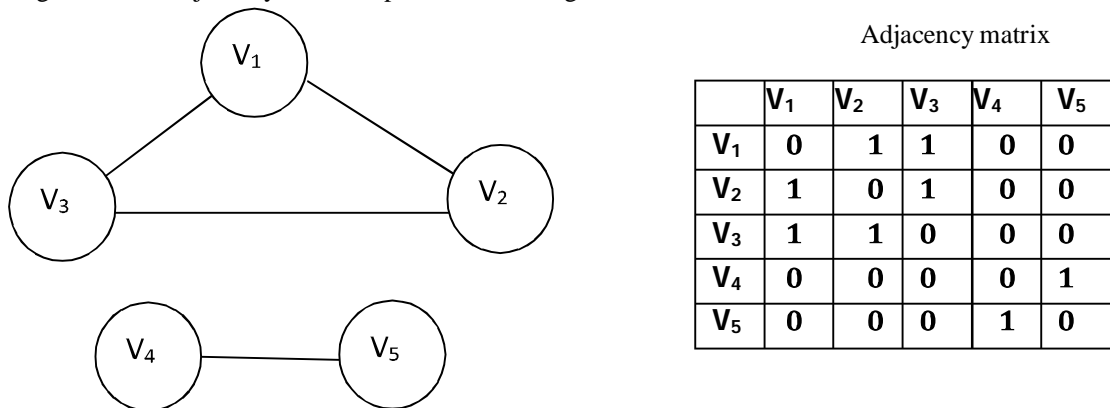 Adjacency matrix
V₁
V₃
V₂
V₄
V₅
V₁ V₂ V₃ V₄ V₅
V₁ 0 1 1 0 0
V₂ 1 0 1 0 0
V₃ 1 1 0 0 0
V₄ 0 0 0 0 1
V₅ 0 0 0 1 0